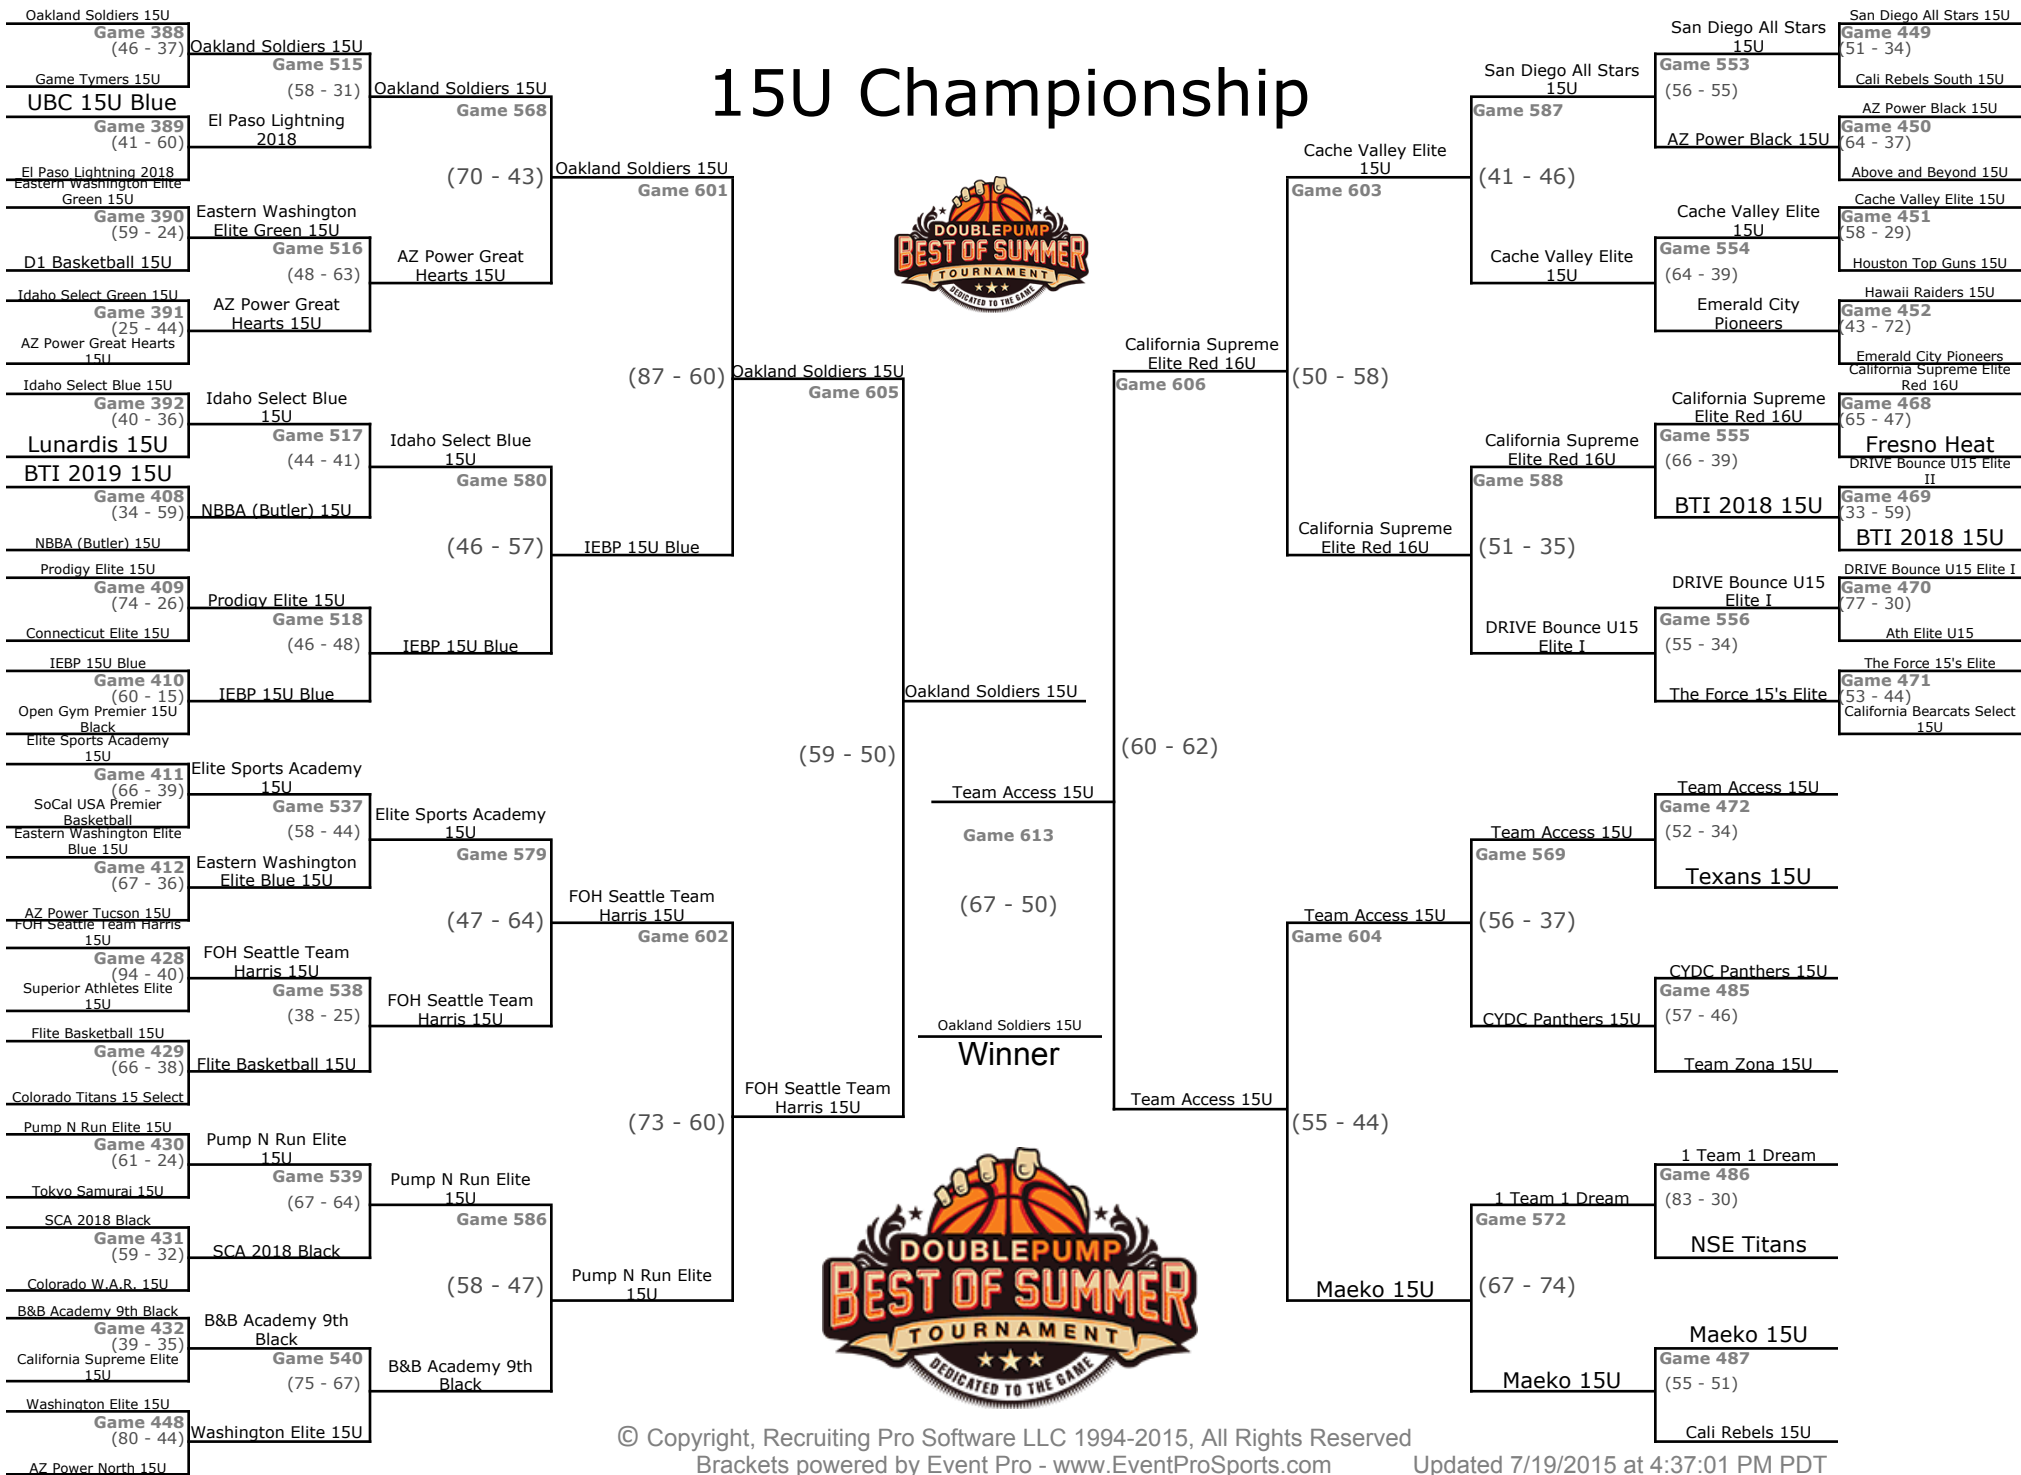 15U Championship
Oakland Soldiers 15U
Game 388
(46 - 37)
Game Tymers 15U
UBC 15U Blue
Game 389
(41 - 60)
El Paso Lightning 2018
Eastern Washington Elite
Green 15U
Game 390
(59 - 24)
D1 Basketball 15U
Idaho Select Green 15U
Game 391
(25 - 44)
AZ Power Great Hearts
15U
Idaho Select Blue 15U
Game 392
(40 - 36)
Lunardis 15U
BTI 2019 15U
Game 408
(34 - 59)
NBBA (Butler) 15U
Prodigy Elite 15U
Game 409
(74 - 26)
Connecticut Elite 15U
IEBP 15U Blue
Game 410
(60 - 15)
Open Gym Premier 15U
Black
Elite Sports Academy
15U
Game 411
(66 - 39)
SoCal USA Premier
Basketball
Eastern Washington Elite
Blue 15U
Game 412
(67 - 36)
AZ Power Tucson 15U
FOH Seattle Team Harris
15U
Game 428
(94 - 40)
Superior Athletes Elite
15U
Flite Basketball 15U
Game 429
(66 - 38)
Colorado Titans 15 Select
Pump N Run Elite 15U
Game 430
(61 - 24)
Tokyo Samurai 15U
SCA 2018 Black
Game 431
(59 - 32)
Colorado W.A.R. 15U
B&B Academy 9th Black
Game 432
(39 - 35)
California Supreme Elite
15U
Washington Elite 15U
Game 448
(80 - 44)
AZ Power North 15U
Oakland Soldiers 15U
Game 515
(58 - 31)
El Paso Lightning
2018
Eastern Washington
Elite Green 15U
Game 516
(48 - 63)
AZ Power Great
Hearts 15U
Idaho Select Blue
15U
Game 517
(44 - 41)
NBBA (Butler) 15U
Prodigy Elite 15U
Game 518
(46 - 48)
IEBP 15U Blue
Elite Sports Academy
15U
Game 537
(58 - 44)
Eastern Washington
Elite Blue 15U
FOH Seattle Team
Harris 15U
Game 538
(38 - 25)
Flite Basketball 15U
Pump N Run Elite
15U
Game 539
(67 - 64)
SCA 2018 Black
B&B Academy 9th
Black
Game 540
(75 - 67)
Washington Elite 15U
Oakland Soldiers 15U
Game 568
(70 - 43)
AZ Power Great
Hearts 15U
Idaho Select Blue
15U
Game 580
(46 - 57)
IEBP 15U Blue
Elite Sports Academy
15U
Game 579
(47 - 64)
FOH Seattle Team
Harris 15U
Pump N Run Elite
15U
Game 586
(58 - 47)
B&B Academy 9th
Black
Oakland Soldiers 15U
Game 601
(87 - 60)
IEBP 15U Blue
FOH Seattle Team
Harris 15U
Game 602
(73 - 60)
Pump N Run Elite
15U
Oakland Soldiers 15U
Game 605
(59 - 50)
FOH Seattle Team
Harris 15U
DOUBLEPUMP
BEST OF SUMMER
TOURNAMENT
DEDICATED TO THE GAME
Oakland Soldiers 15U
Team Access 15U
Game 613
(67 - 50)
Oakland Soldiers 15U
Winner
DOUBLEPUMP
BEST OF SUMMER
TOURNAMENT
DEDICATED TO THE GAME
California Supreme
Elite Red 16U
Game 606
(60 - 62)
Team Access 15U
Cache Valley Elite
15U
Game 603
(50 - 58)
California Supreme
Elite Red 16U
Team Access 15U
Game 604
(55 - 44)
Maeko 15U
San Diego All Stars
15U
Game 587
(41 - 46)
Cache Valley Elite
15U
California Supreme
Elite Red 16U
Game 588
(51 - 35)
DRIVE Bounce U15
Elite I
Team Access 15U
Game 569
(56 - 37)
CYDC Panthers 15U
1 Team 1 Dream
Game 572
(67 - 74)
Maeko 15U
San Diego All Stars
15U
Game 553
(56 - 55)
AZ Power Black 15U
Cache Valley Elite
15U
Game 554
(64 - 39)
Emerald City
Pioneers
California Supreme
Elite Red 16U
Game 555
(66 - 39)
BTI 2018 15U
DRIVE Bounce U15
Elite I
Game 556
(55 - 34)
The Force 15's Elite
Team Access 15U
Game 472
(52 - 34)
Texans 15U
CYDC Panthers 15U
Game 485
(57 - 46)
Team Zona 15U
1 Team 1 Dream
Game 486
(83 - 30)
NSE Titans
Maeko 15U
Game 487
(55 - 51)
Cali Rebels 15U
San Diego All Stars 15U
Game 449
(51 - 34)
Cali Rebels South 15U
AZ Power Black 15U
Game 450
(64 - 37)
Above and Beyond 15U
Cache Valley Elite 15U
Game 451
(58 - 29)
Houston Top Guns 15U
Hawaii Raiders 15U
Game 452
(43 - 72)
Emerald City Pioneers
California Supreme Elite
Red 16U
Game 468
(65 - 47)
Fresno Heat
DRIVE Bounce U15 Elite
II
Game 469
(33 - 59)
BTI 2018 15U
DRIVE Bounce U15 Elite I
Game 470
(77 - 30)
Ath Elite U15
The Force 15's Elite
Game 471
(53 - 44)
California Bearcats Select
15U
© Copyright, Recruiting Pro Software LLC 1994-2015, All Rights Reserved
Brackets powered by Event Pro - www.EventProSports.com
Updated 7/19/2015 at 4:37:01 PM PDT